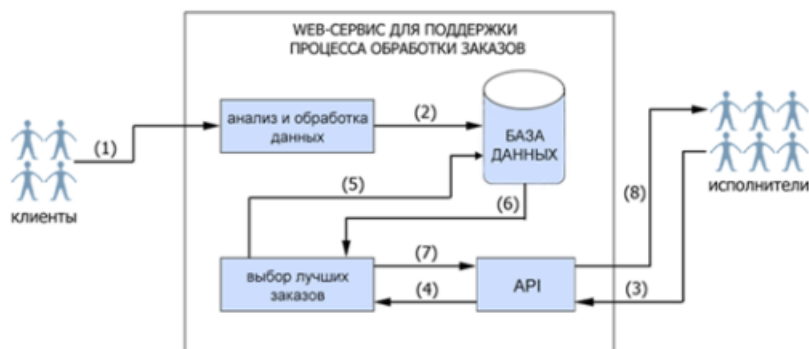 WEB-СЕРВИС ДЛЯ ПОДДЕРЖКИ
ПРОЦЕССА ОБРАБОТКИ ЗАКАЗОВ
(1)
клиенты
анализ и обработка
данных
(2)
БАЗА
ДАННЫХ
(5)
(6)
(8)
исполнители
выбор лучших
заказов
(7)
(4)
API
(3)